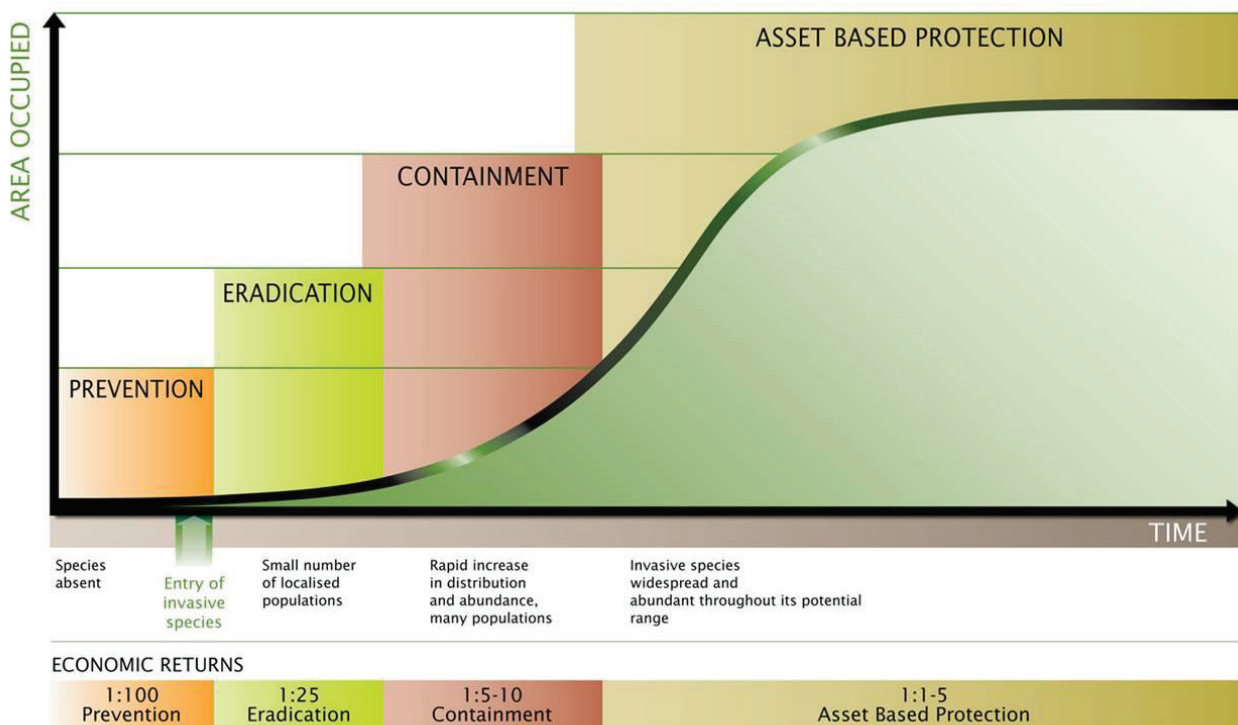 AREA OCCUPIED
ASSET BASED PROTECTION
CONTAINMENT
ERADICATION
PREVENTION
TIME
Species
absent
Entry of
invasive
species
Small number
of localised
populations
Rapid increase
in distribution
and abundance,
many populations
Invasive species
widespread and
abundant throughout its potential
range
ECONOMIC RETURNS
1:100
Prevention
1:25
Eradication
1:5-10
Containment
1:1-5
Asset Based Protection